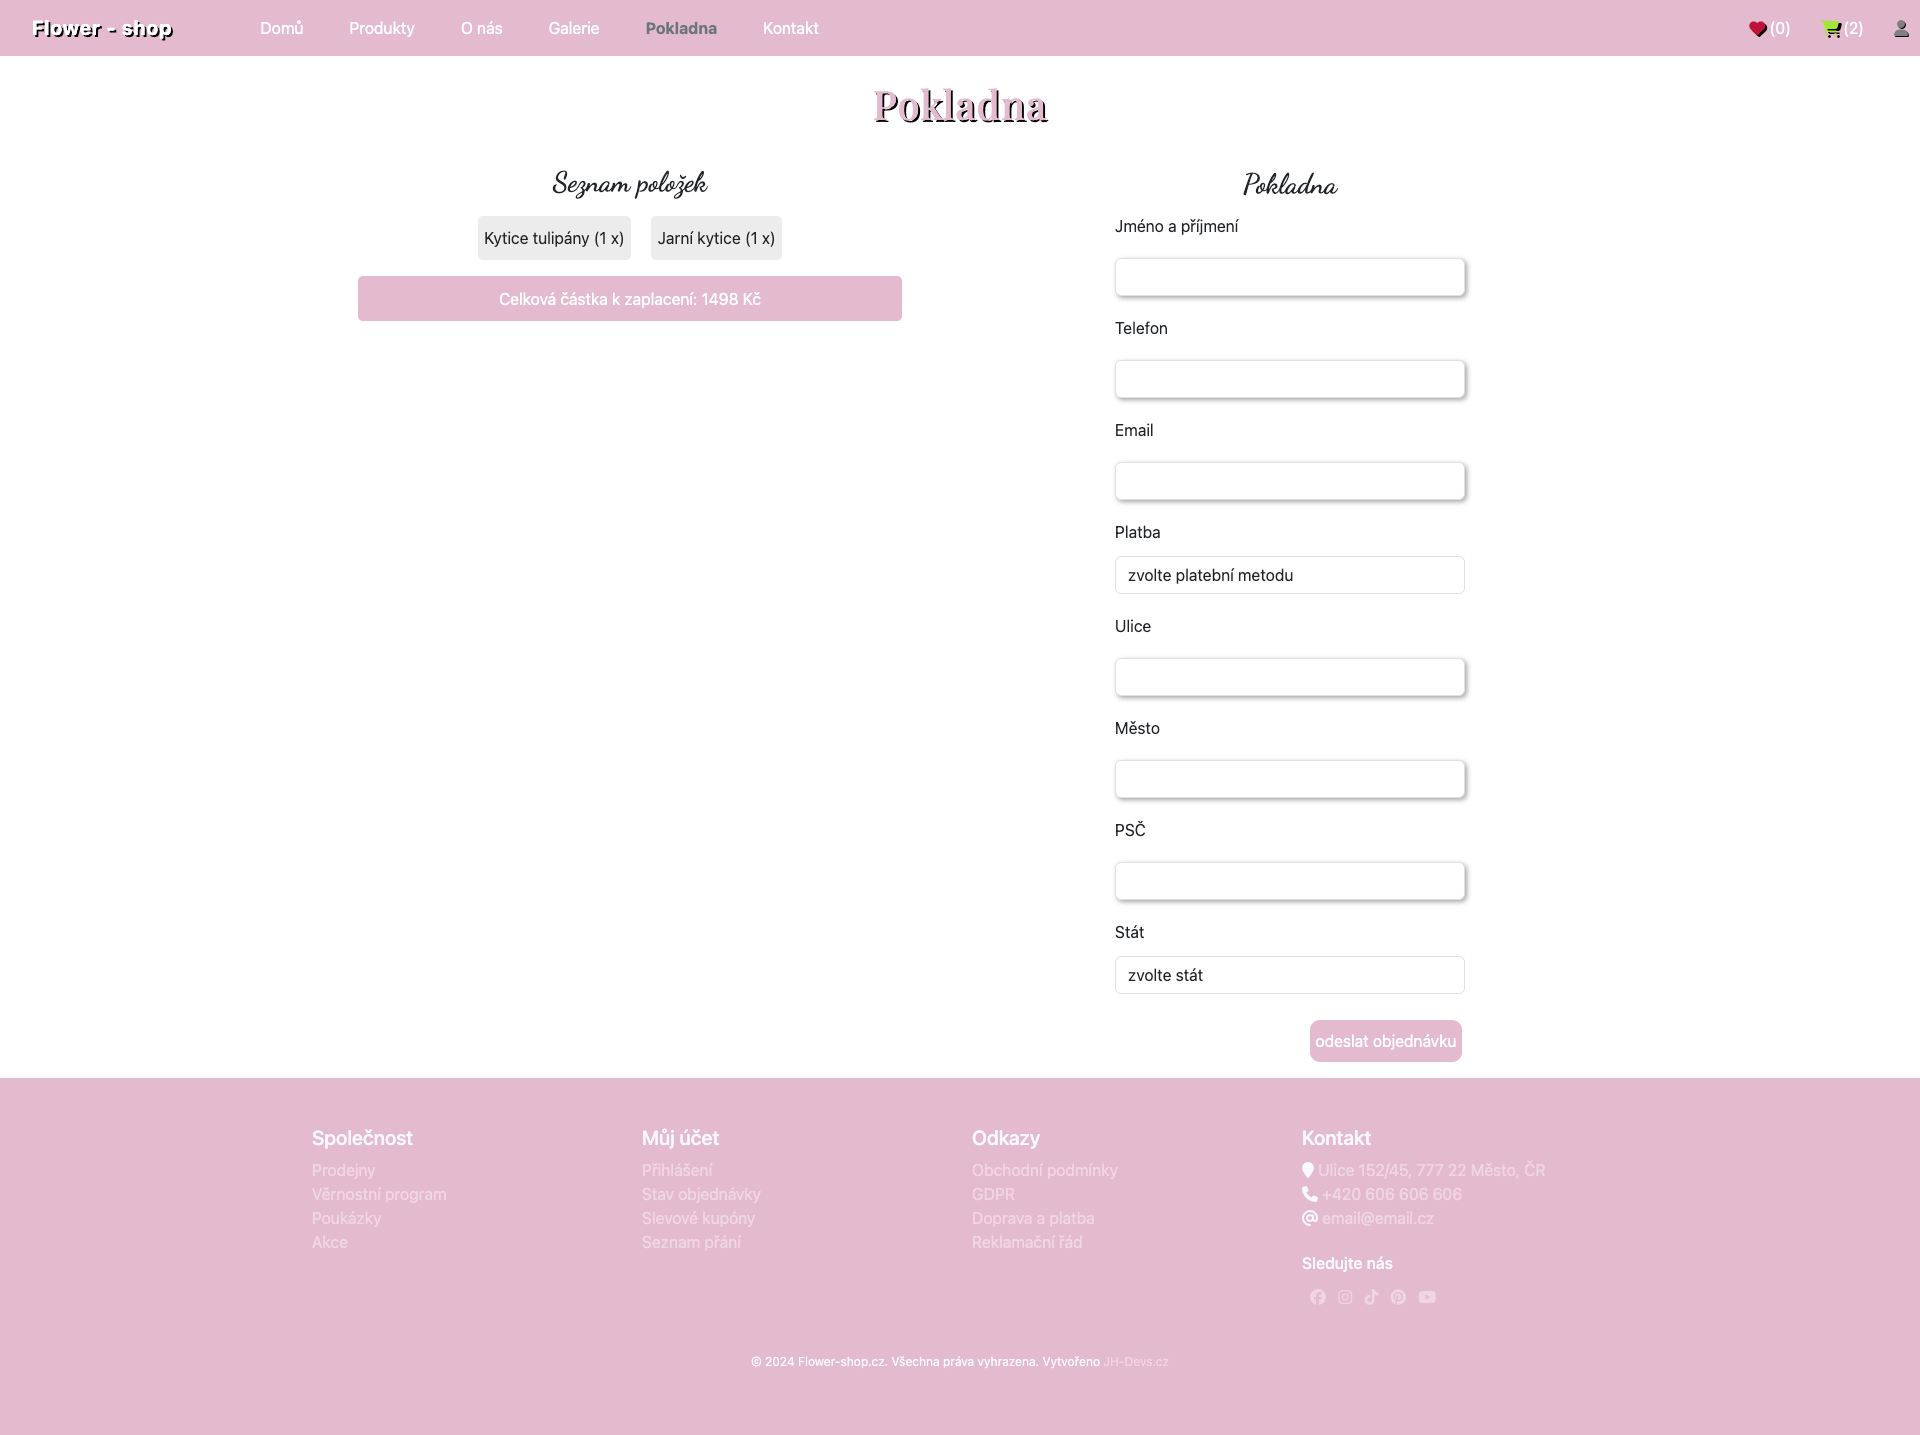 Flower - shop
Domů
Produkty
O nás
Galerie
Pokladna
Kontakt
(0)
(2)
Pokladna
Seznam položek
Kytice tulipány (1 x)
Jarní kytice (1 x)
Celková částka k zaplacení: 1498 Kč
Pokladna
Jméno a příjmení
Telefon
Email
Platba
zvolte platební metodu
Ulice
Město
PSČ
Stát
zvolte stát
odeslat objednávku
Společnost
Prodejny
Věrnostní program
Poukázky
Akce
Můj účet
Přihlášení
Stav objednávky
Slevové kupóny
Seznam přání
Odkazy
Obchodní podmínky
GDPR
Doprava a platba
Reklamační řád
Kontakt
Ulice 152/45, 777 22 Město, ČR
+420 606 606 606
email@email.cz
Sledujte nás
© 2024 Flower-shop.cz. Všechna práva vyhrazena. Vytvořeno JH-Devs.cz